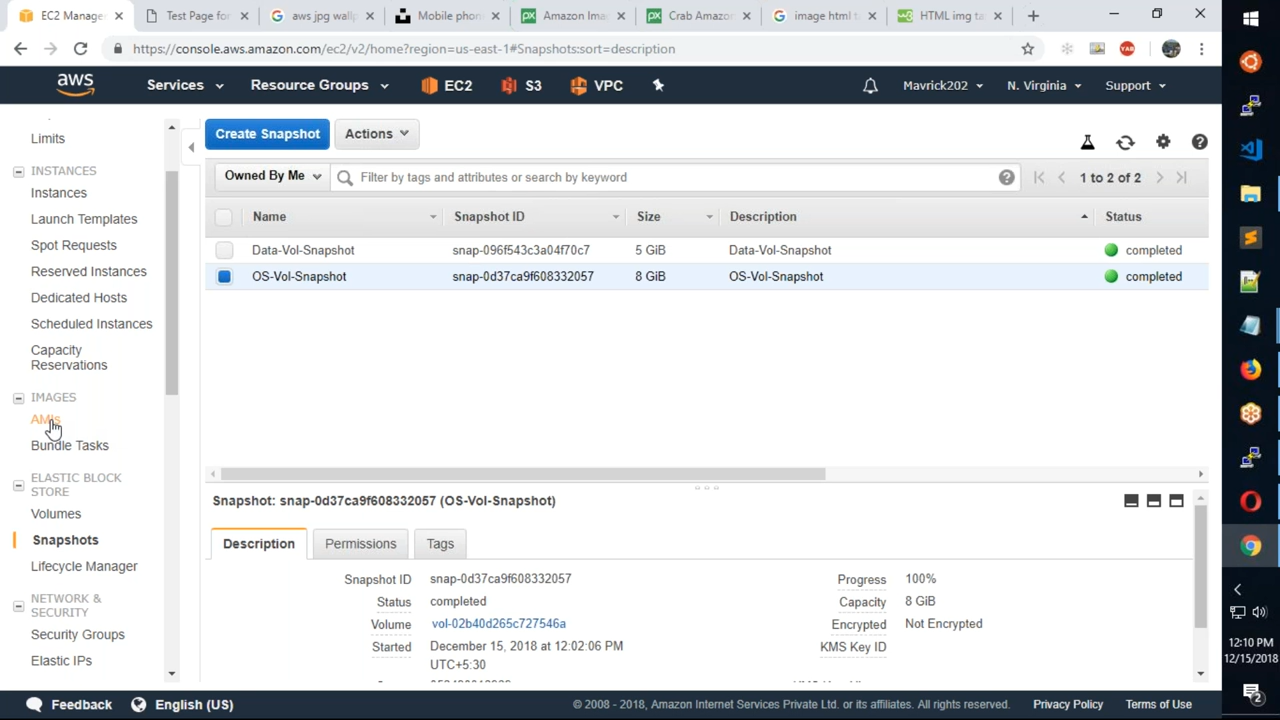 EC2 Manage
Test Page for
aws jpg wallp
Mobile phon
Amazon Ima
Crab Amazon
image html ta
HTML img ta
https://console.aws.amazon.com/ec2/v2/home?region=us-east-1#Snapshots:sort=description
aws
Services
Resource Groups
EC2
S3
VPC
Mavrick202
N. Virginia
Support
Limits
INSTANCES
Instances
Launch Templates
Spot Requests
Reserved Instances
Dedicated Hosts
Scheduled Instances
Capacity
Reservations
IMAGES
AMIs
Bundle Tasks
ELASTIC BLOCK
STORE
Volumes
Snapshots
Lifecycle Manager
NETWORK &
SECURITY
Security Groups
Elastic IPs
Create Snapshot
Actions
Owned By Me
Filter by tags and attributes or search by keyword
1 to 2 of 2
Name Snapshot ID Size Description Status
Data-Vol-Snapshot snap-096f543c3a04f70c7 5 GiB Data-Vol-Snapshot completed
OS-Vol-Snapshot snap-0d37ca9f608332057 8 GiB OS-Vol-Snapshot completed
Snapshot: snap-0d37ca9f608332057 (OS-Vol-Snapshot)
Description
Permissions
Tags
Snapshot ID snap-0d37ca9f608332057
Status completed
Volume vol-02b40d265c727546a
Started December 15, 2018 at 12:02:06 PM
UTC+5:30
Progress 100%
Capacity 8 GiB
Encrypted Not Encrypted
KMS Key ID
Feedback
English (US)
© 2008 - 2018, Amazon Internet Services Private Ltd. or its affiliates. All rights reserved.
Privacy Policy
Terms of Use
12:10 PM
12/15/2018
2